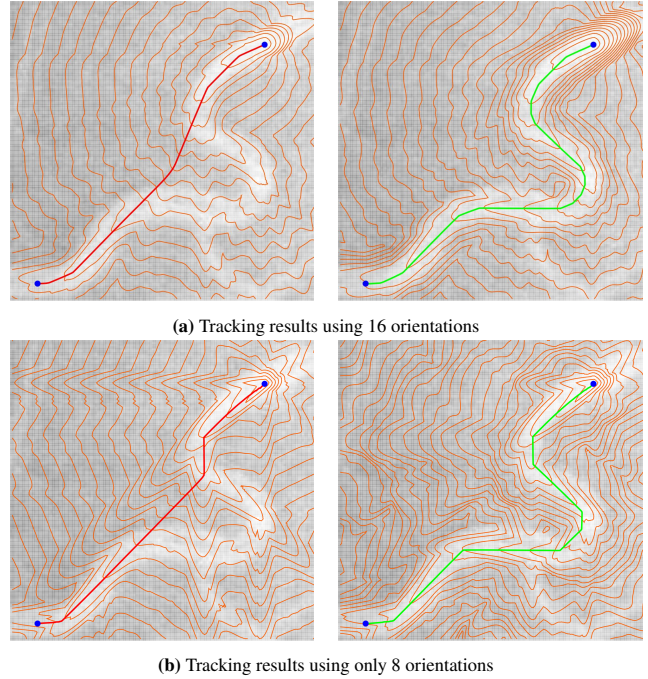 (a) Tracking results using 16 orientations
(b) Tracking results using only 8 orientations